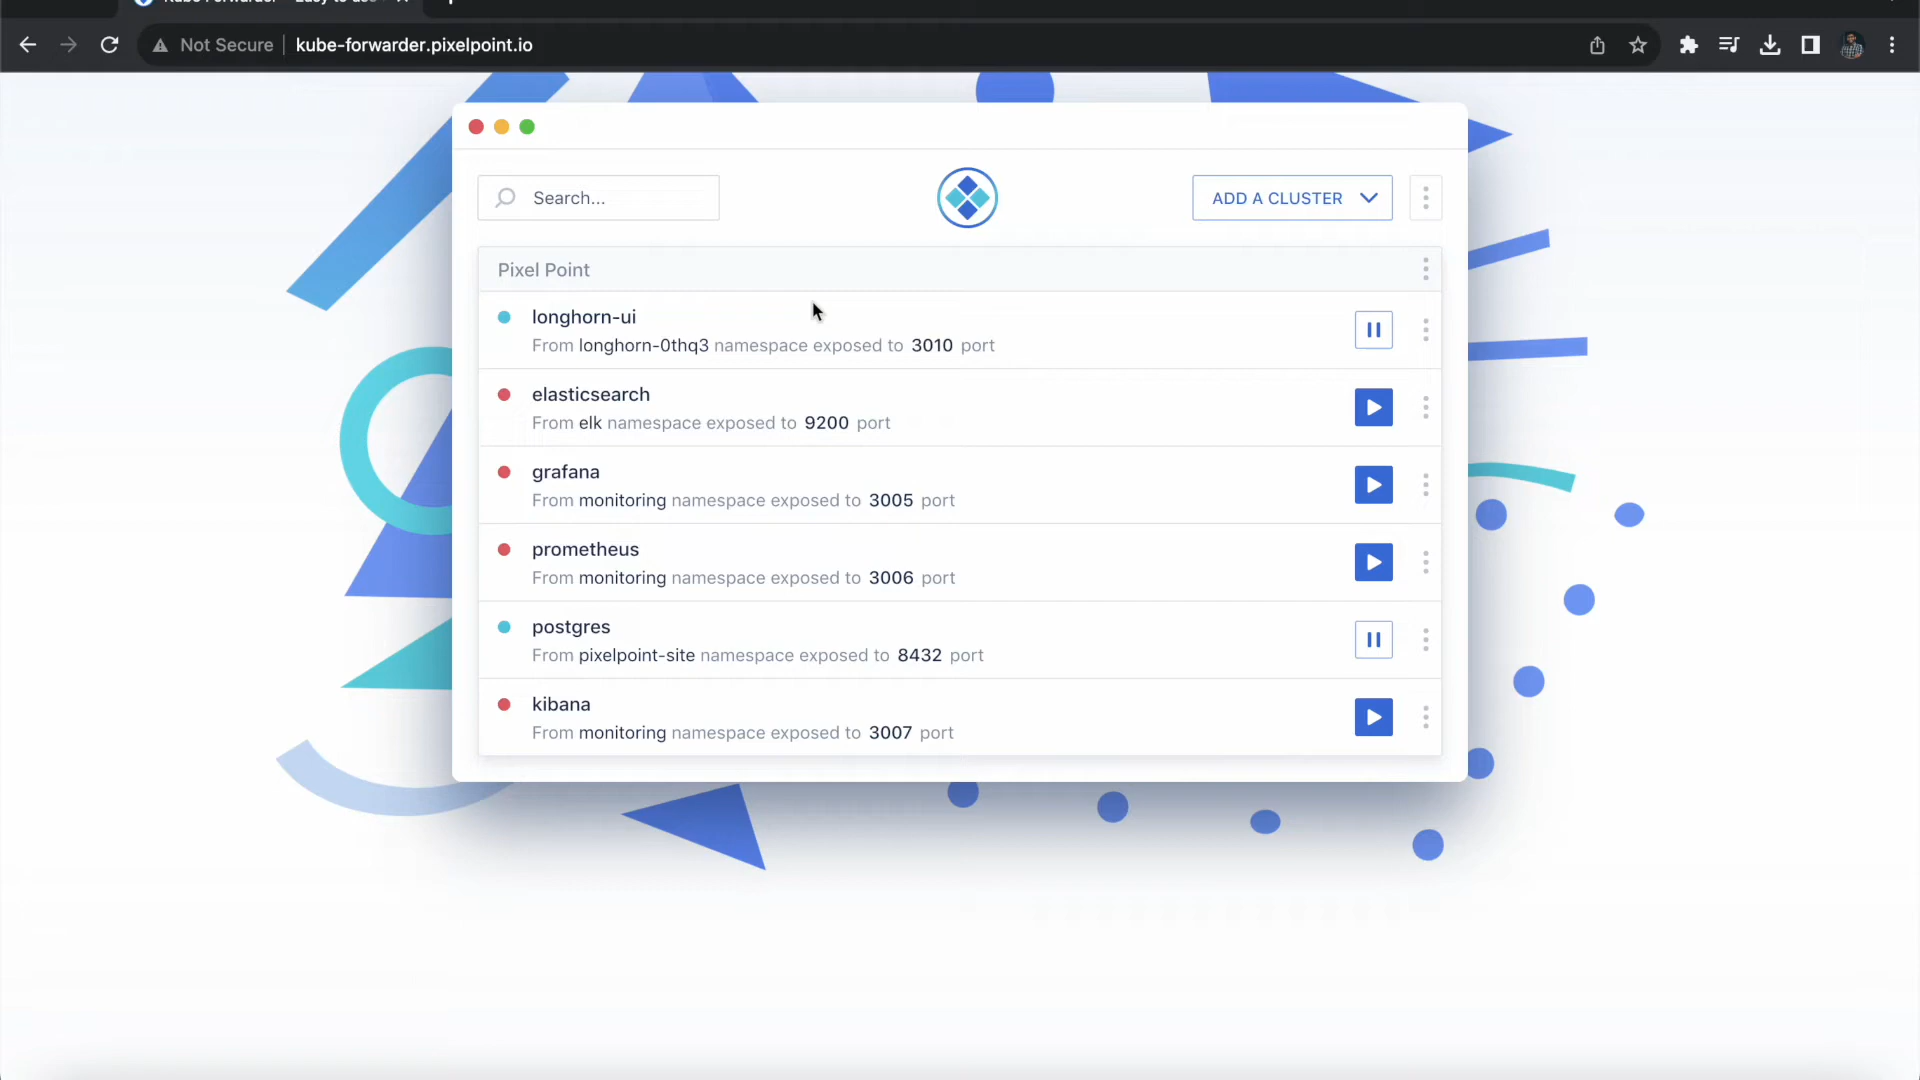 Not Secure
kube-forwarder.pixelpoint.io
Search...
ADD A CLUSTER
Pixel Point
longhorn-ui
From longhorn-0thq3 namespace exposed to 3010 port
elasticsearch
From elk namespace exposed to 9200 port
grafana
From monitoring namespace exposed to 3005 port
prometheus
From monitoring namespace exposed to 3006 port
postgres
From pixelpoint-site namespace exposed to 8432 port
kibana
From monitoring namespace exposed to 3007 port